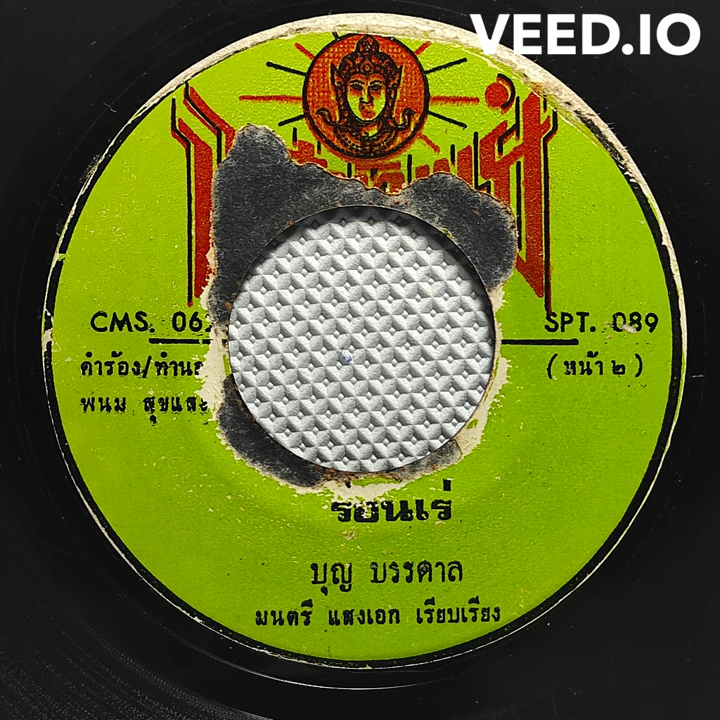 VEED.IO
CMS. 06
SPT. 089
คำร้อง/ทำนอ
(หน้า ๒)
พนม สุขแส
ร่อนเร่
บุญ บรรดาล
มนตรี แสงเอก เรียบเรียง